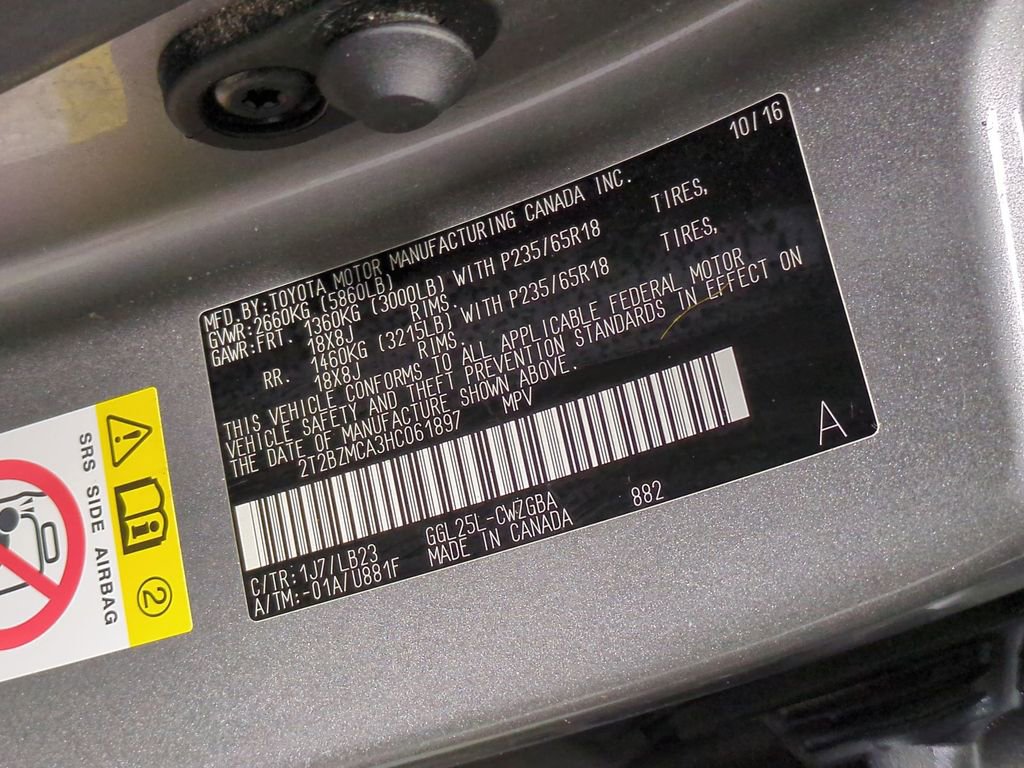 10/16
MFD.BY:TOYOTA MOTOR MANUFACTURING CANADA INC.
GVWR:2660KG (5860LB)
GAWR:FRT. 1360KG (3000LB) WITH P235/65R18 TIRES,
18X8J RIMS.
RR. 1460KG (3215LB) WITH P235/65R18 TIRES,
18X8J RIMS.
THIS VEHICLE CONFORMS TO ALL APPLICABLE FEDERAL MOTOR
VEHICLE SAFETY AND THEFT PREVENTION STANDARDS IN EFFECT ON
THE DATE OF MANUFACTURE SHOWN ABOVE.
2T2BZMCA3HC061897 MPV
C/TR:1J7/LB23 GGL25L-CWZGBA 882
A/TM:-01A/U881F MADE IN CANADA
A
SRS SIDE AIRBAG
2